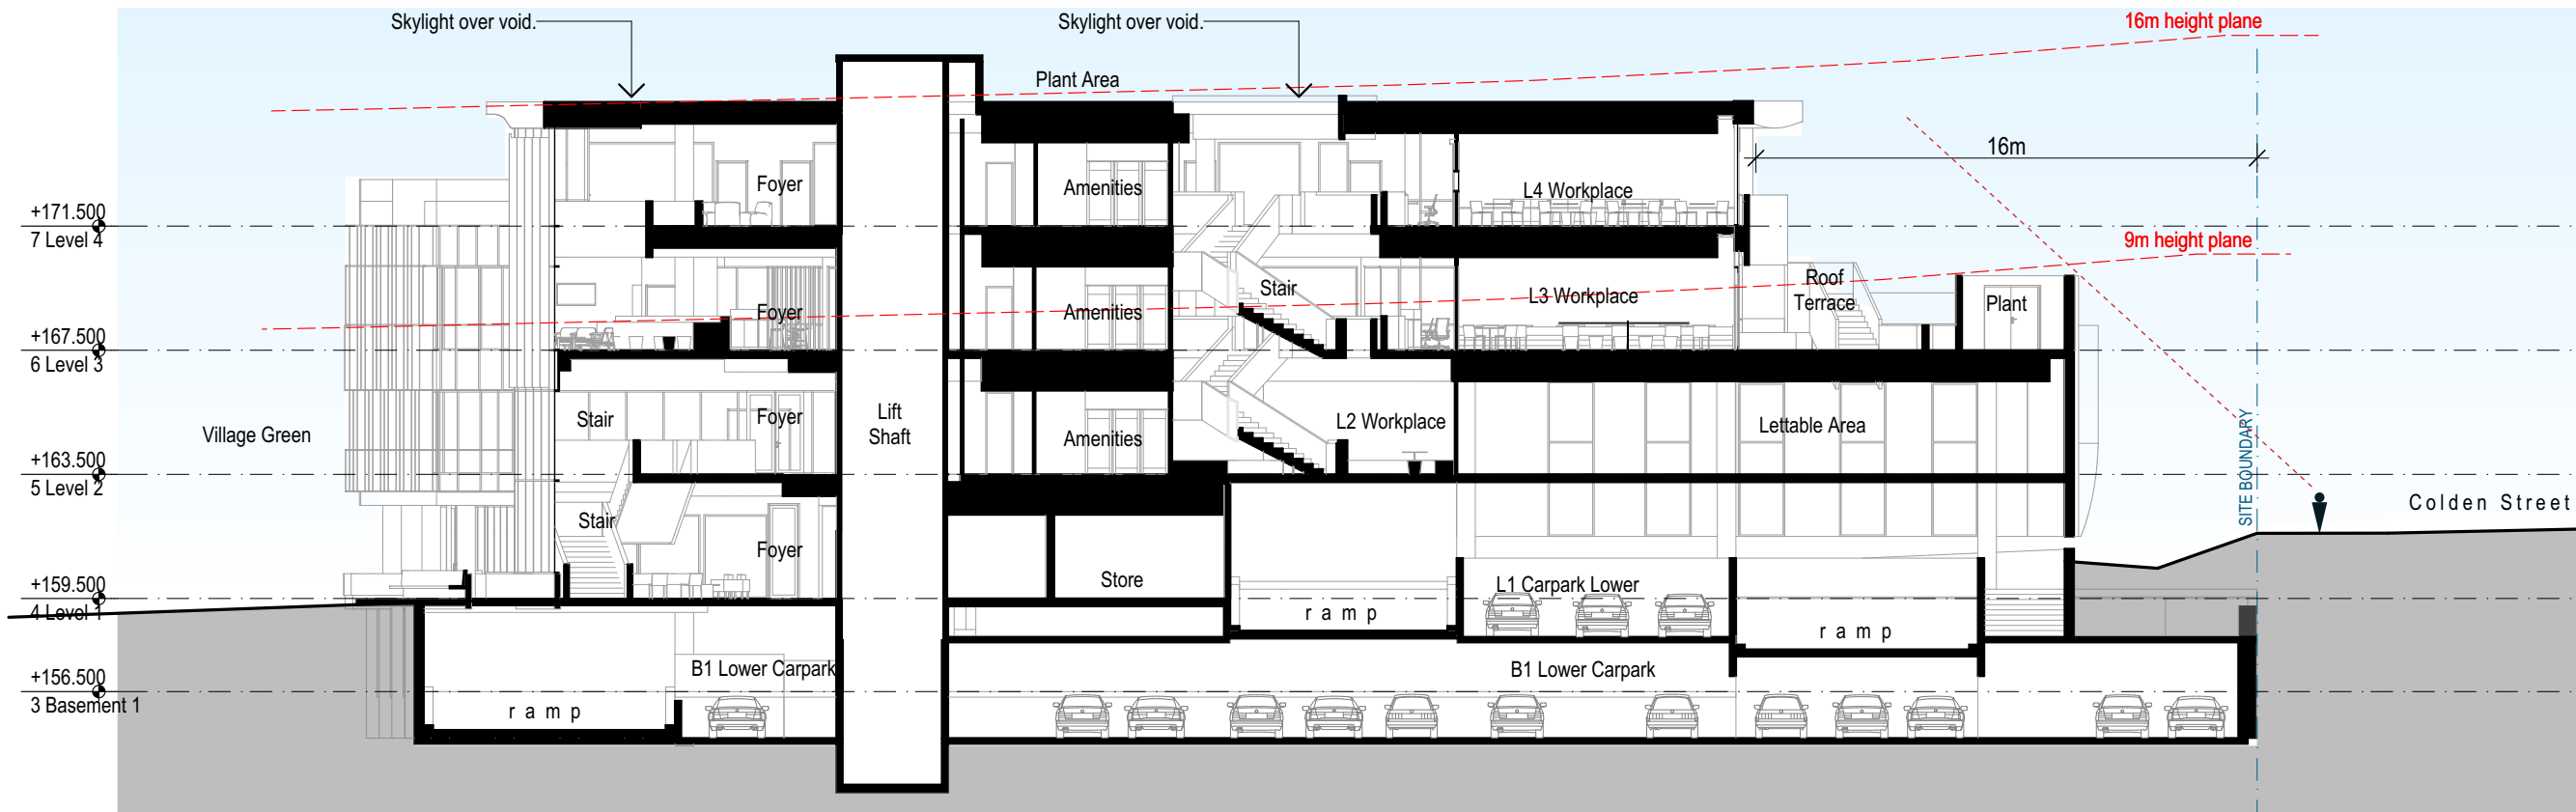 Skylight over void.
Skylight over void.
16m height plane
Plant Area
16m
Foyer
Amenities
L4 Workplace
+171.500
7 Level 4
9m height plane
Foyer
Amenities
Stair
L3 Workplace
Roof
Terrace
Plant
+167.500
6 Level 3
Village Green
Stair
Foyer
Lift
Shaft
Amenities
L2 Workplace
Lettable Area
SITE BOUNDARY
+163.500
5 Level 2
Colden Street
Stair
Foyer
Store
L1 Carpark Lower
+159.500
4 Level 1
ramp
ramp
B1 Lower Carpark
B1 Lower Carpark
+156.500
3 Basement 1
ramp